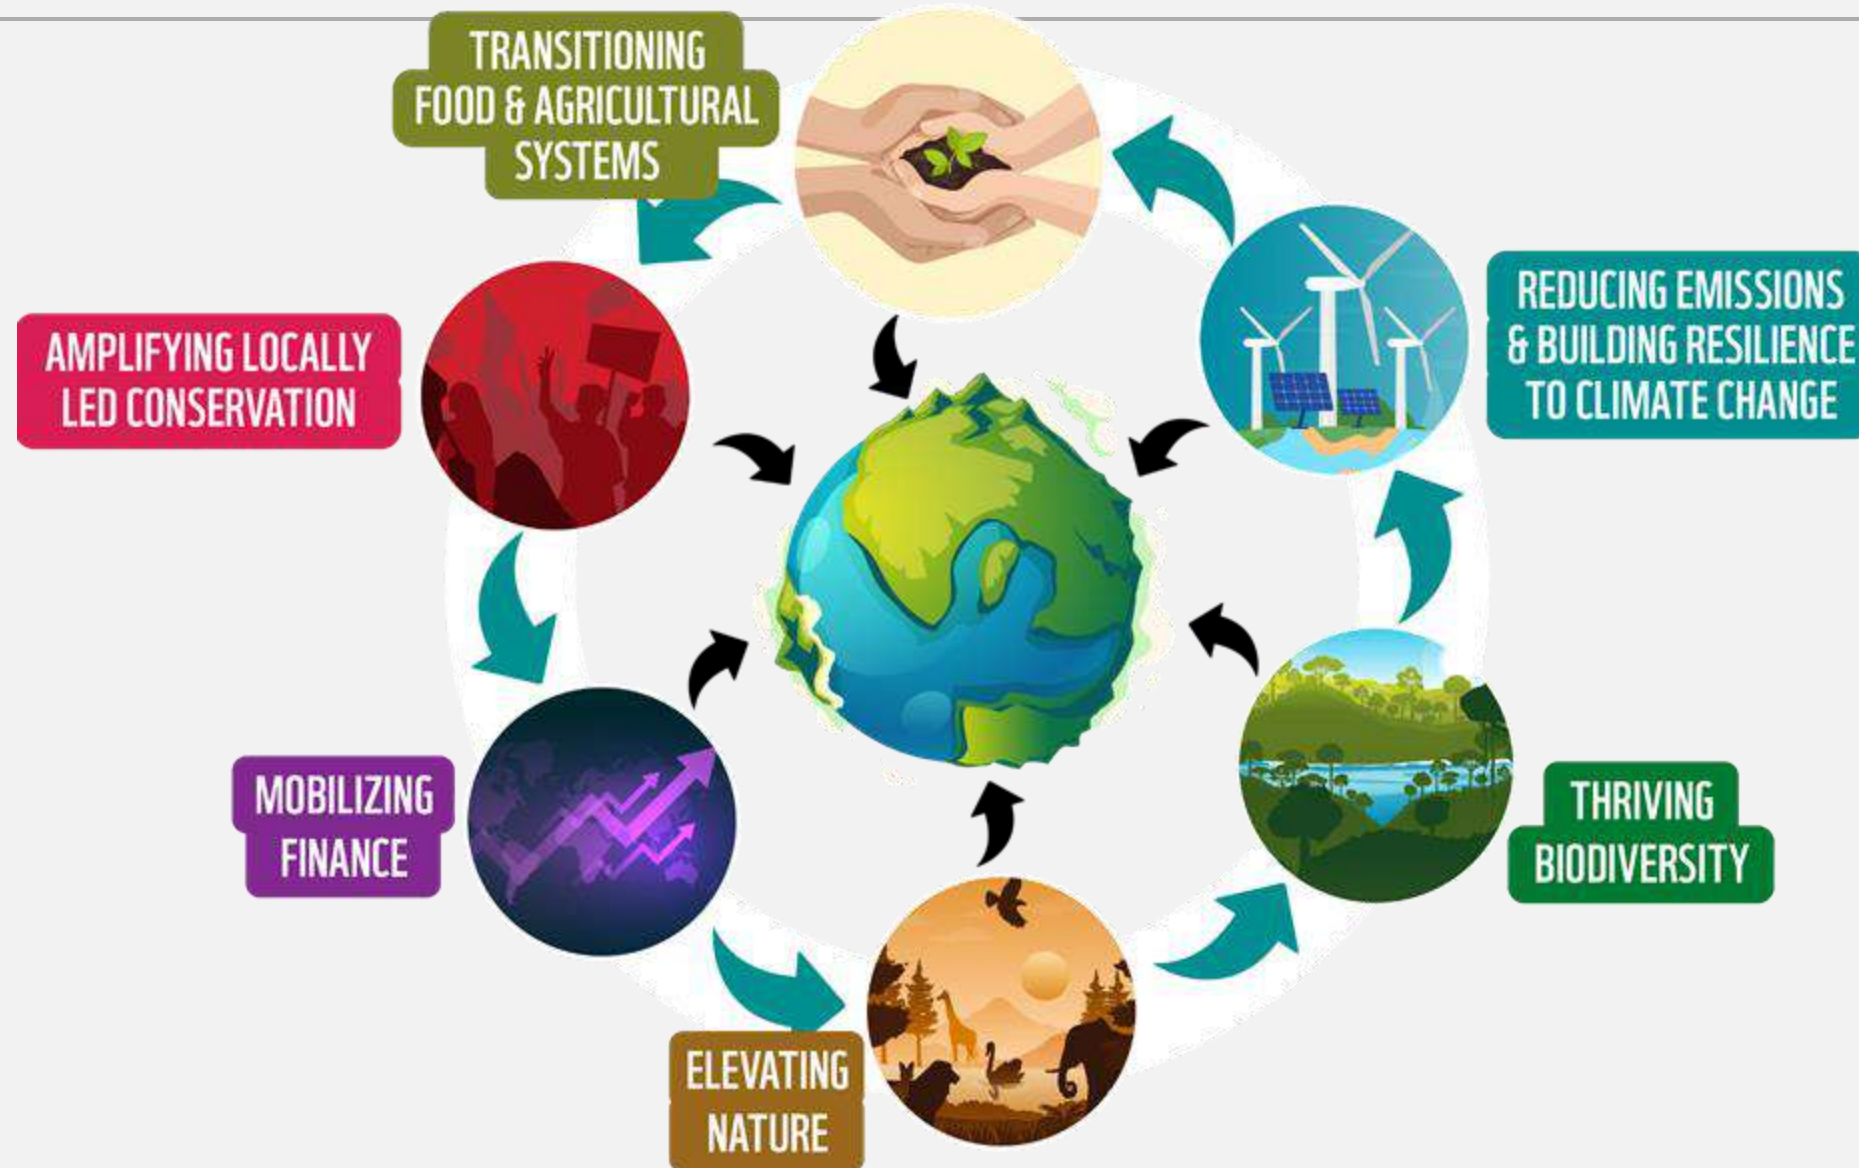 TRANSITIONING
FOOD & AGRICULTURAL
SYSTEMS
REDUCING EMISSIONS
& BUILDING RESILIENCE
TO CLIMATE CHANGE
AMPLIFYING LOCALLY
LED CONSERVATION
MOBILIZING
FINANCE
THRIVING
BIODIVERSITY
ELEVATING
NATURE